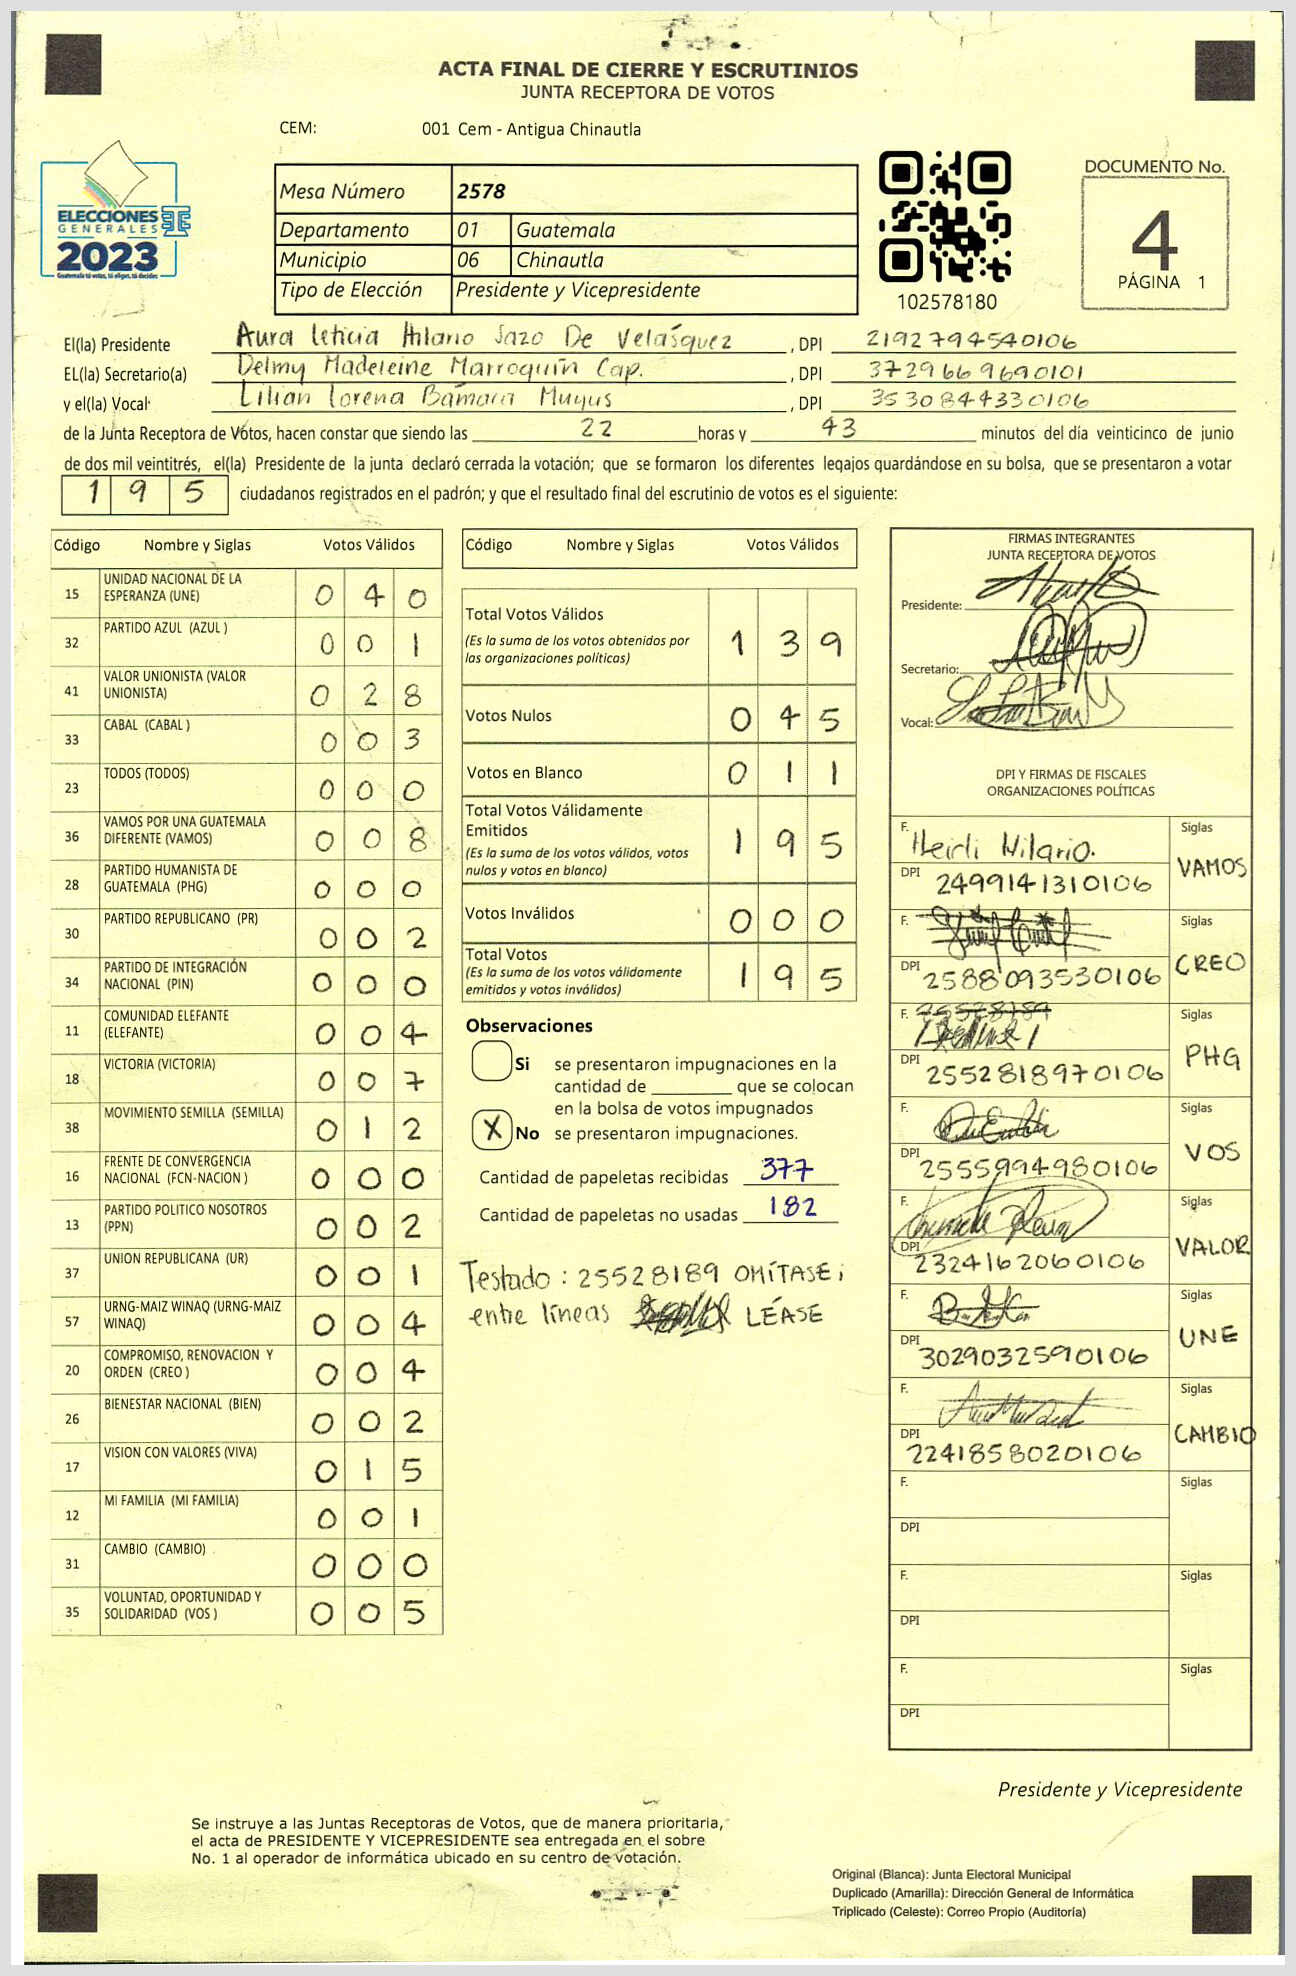 ACTA FINAL DE CIERRE Y ESCRUTINIOS
JUNTA RECEPTORA DE VOTOS
CEM: 001 Cem - Antigua Chinautla
ELECCIONES
GENERALES
2023
Guatemala tú votas, tú eliges, tú decides
Mesa Número 2578
Departamento 01 Guatemala
Municipio 06 Chinautla
Tipo de Elección Presidente y Vicepresidente
102578180
DOCUMENTO No.
4
PÁGINA 1
El(la) Presidente Aura Leticia Hilario Sazo De Velásquez , DPI 2192794540106
EL(la) Secretario(a) Delmy Madeleine Marroquín Cap. , DPI 3729669690101
y el(la) Vocal Lilian Lorena Bámaca Muyus , DPI 3530844330106
de la Junta Receptora de Votos, hacen constar que siendo las 22 horas y 43 minutos del día veinticinco de junio
de dos mil veintitrés, el(la) Presidente de la junta declaró cerrada la votación; que se formaron los diferentes legajos quardándose en su bolsa, que se presentaron a votar
195 ciudadanos registrados en el padrón; y que el resultado final del escrutinio de votos es el siguiente:
Código Nombre y Siglas Votos Válidos
15 UNIDAD NACIONAL DE LA ESPERANZA (UNE) 0 4 0
32 PARTIDO AZUL (AZUL ) 0 0 1
41 VALOR UNIONISTA (VALOR UNIONISTA) 0 2 8
33 CABAL (CABAL ) 0 0 3
23 TODOS (TODOS) 0 0 0
36 VAMOS POR UNA GUATEMALA DIFERENTE (VAMOS) 0 0 8
28 PARTIDO HUMANISTA DE GUATEMALA (PHG) 0 0 0
30 PARTIDO REPUBLICANO (PR) 0 0 2
34 PARTIDO DE INTEGRACIÓN NACIONAL (PIN) 0 0 0
11 COMUNIDAD ELEFANTE (ELEFANTE) 0 0 4
18 VICTORIA (VICTORIA) 0 0 7
38 MOVIMIENTO SEMILLA (SEMILLA) 0 1 2
16 FRENTE DE CONVERGENCIA NACIONAL (FCN-NACION ) 0 0 0
13 PARTIDO POLITICO NOSOTROS (PPN) 0 0 2
37 UNION REPUBLICANA (UR) 0 0 1
57 URNG-MAIZ WINAQ (URNG-MAIZ WINAQ) 0 0 4
20 COMPROMISO, RENOVACION Y ORDEN (CREO ) 0 0 4
26 BIENESTAR NACIONAL (BIEN) 0 0 2
17 VISION CON VALORES (VIVA) 0 1 5
12 MI FAMILIA (MI FAMILIA) 0 0 1
31 CAMBIO (CAMBIO) 0 0 0
35 VOLUNTAD, OPORTUNIDAD Y SOLIDARIDAD (VOS ) 0 0 5
Código Nombre y Siglas Votos Válidos
Total Votos Válidos 1 3 9
(Es la suma de los votos obtenidos por
las organizaciones políticas)
Votos Nulos 0 4 5
Votos en Blanco 0 1 1
Total Votos Válidamente
Emitidos 1 9 5
(Es la suma de los votos válidos, votos
nulos y votos en blanco)
Votos Inválidos 0 0 0
Total Votos 1 9 5
(Es la suma de los votos válidamente
emitidos y votos inválidos)
Observaciones
Si se presentaron impugnaciones en la
cantidad de ________ que se colocan
en la bolsa de votos impugnados
X No se presentaron impugnaciones.
Cantidad de papeletas recibidas 377
Cantidad de papeletas no usadas 182
Testado: 25528189 OMÍTASE;
entre líneas LÉASE
FIRMAS INTEGRANTES
JUNTA RECEPTORA DE VOTOS
Presidente:
Secretario:
Vocal:
DPI Y FIRMAS DE FISCALES
ORGANIZACIONES POLÍTICAS
F. Heidi Hilario. Siglas
DPI 2499141310106 VAMOS
F. Siglas
DPI 2588093530106 CREO
F. 25528189 Siglas
DPI 2552818970106 PHG
F. Siglas
DPI 2555994980106 VOS
F. Siglas
DPI 2324162060106 VALOR
F. Siglas
DPI 3029032590106 UNE
F. Siglas
DPI 2241858020106 CAMBIO
F. Siglas
DPI
F. Siglas
DPI
F. Siglas
DPI
Presidente y Vicepresidente
Se instruye a las Juntas Receptoras de Votos, que de manera prioritaria,
el acta de PRESIDENTE Y VICEPRESIDENTE sea entregada en el sobre
No. 1 al operador de informática ubicado en su centro de votación.
Original (Blanca): Junta Electoral Municipal
Duplicado (Amarilla): Dirección General de Informática
Triplicado (Celeste): Correo Propio (Auditoría)